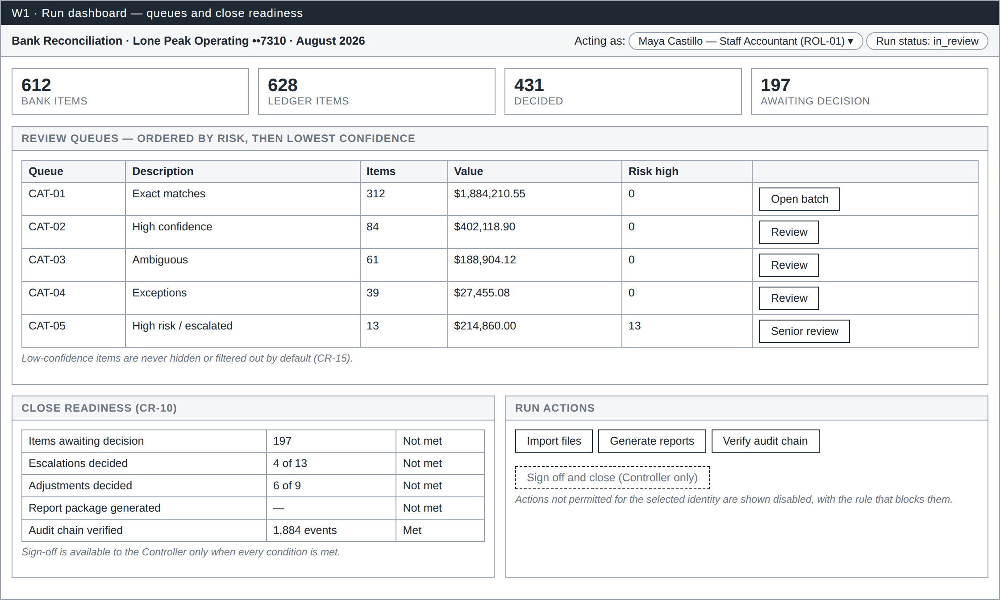 W1 · Run dashboard — queues and close readiness
Bank Reconciliation · Lone Peak Operating ••7310 · August 2026
Acting as: Maya Castillo — Staff Accountant (ROL-01) ▾ Run status: in_review
612
BANK ITEMS
628
LEDGER ITEMS
431
DECIDED
197
AWAITING DECISION
REVIEW QUEUES — ORDERED BY RISK, THEN LOWEST CONFIDENCE
Queue Description Items Value Risk high
CAT-01 Exact matches 312 $1,884,210.55 0 Open batch
CAT-02 High confidence 84 $402,118.90 0 Review
CAT-03 Ambiguous 61 $188,904.12 0 Review
CAT-04 Exceptions 39 $27,455.08 0 Review
CAT-05 High risk / escalated 13 $214,860.00 13 Senior review
Low-confidence items are never hidden or filtered out by default (CR-15).
CLOSE READINESS (CR-10)
Items awaiting decision 197 Not met
Escalations decided 4 of 13 Not met
Adjustments decided 6 of 9 Not met
Report package generated — Not met
Audit chain verified 1,884 events Met
Sign-off is available to the Controller only when every condition is met.
RUN ACTIONS
Import files Generate reports Verify audit chain
Sign off and close (Controller only)
Actions not permitted for the selected identity are shown disabled, with the rule that blocks them.